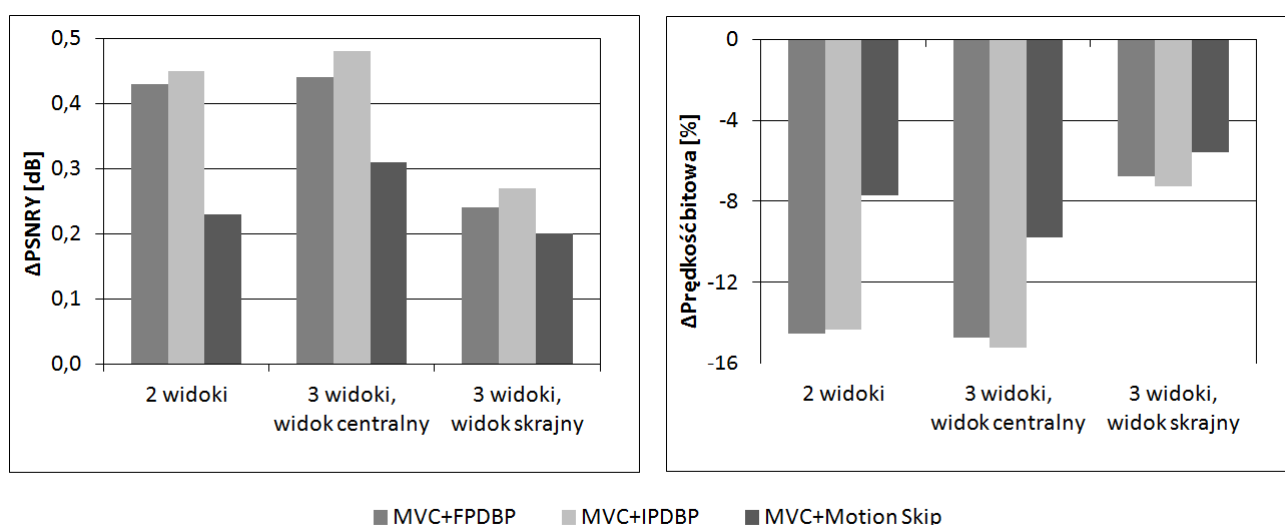 0,5
0,4
0,3
0,2
0,1
0,0
ΔPSNRY [dB]
2 widoki
3 widoki,
widok centralny
3 widoki,
widok skrajny
0
-4
-8
-12
-16
ΔPrędkośćbitowa [%]
2 widoki
3 widoki,
widok centralny
3 widoki,
widok skrajny
MVC+FPDBP
MVC+IPDBP
MVC+Motion Skip